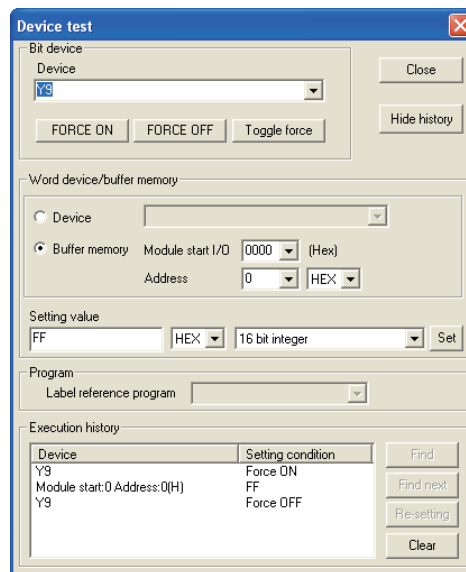 Device test
Bit device
Device
Y9
Close
FORCE ON FORCE OFF Toggle force
Hide history
Word device/buffer memory
Device
Buffer memory Module start I/O 0000 (Hex)
Address 0 HEX
Setting value
FF HEX 16 bit integer Set
Program
Label reference program
Execution history
Device Setting condition
Y9 Force ON
Module start:0 Address:0(H) FF
Y9 Force OFF
Find
Find next
Re-setting
Clear